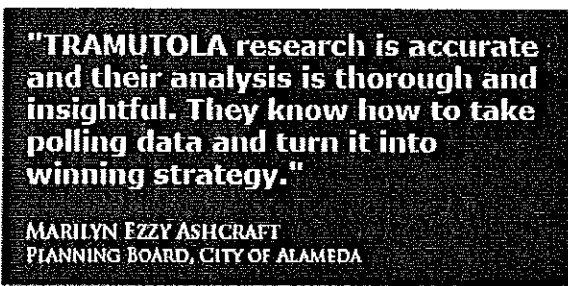 "TRAMUTOLA research is accurate
and their analysis is thorough and
insightful. They know how to take
polling data and turn it into
winning strategy."
MARILYN EZZY ASHCRAFT
PLANNING BOARD, CITY OF ALAMEDA